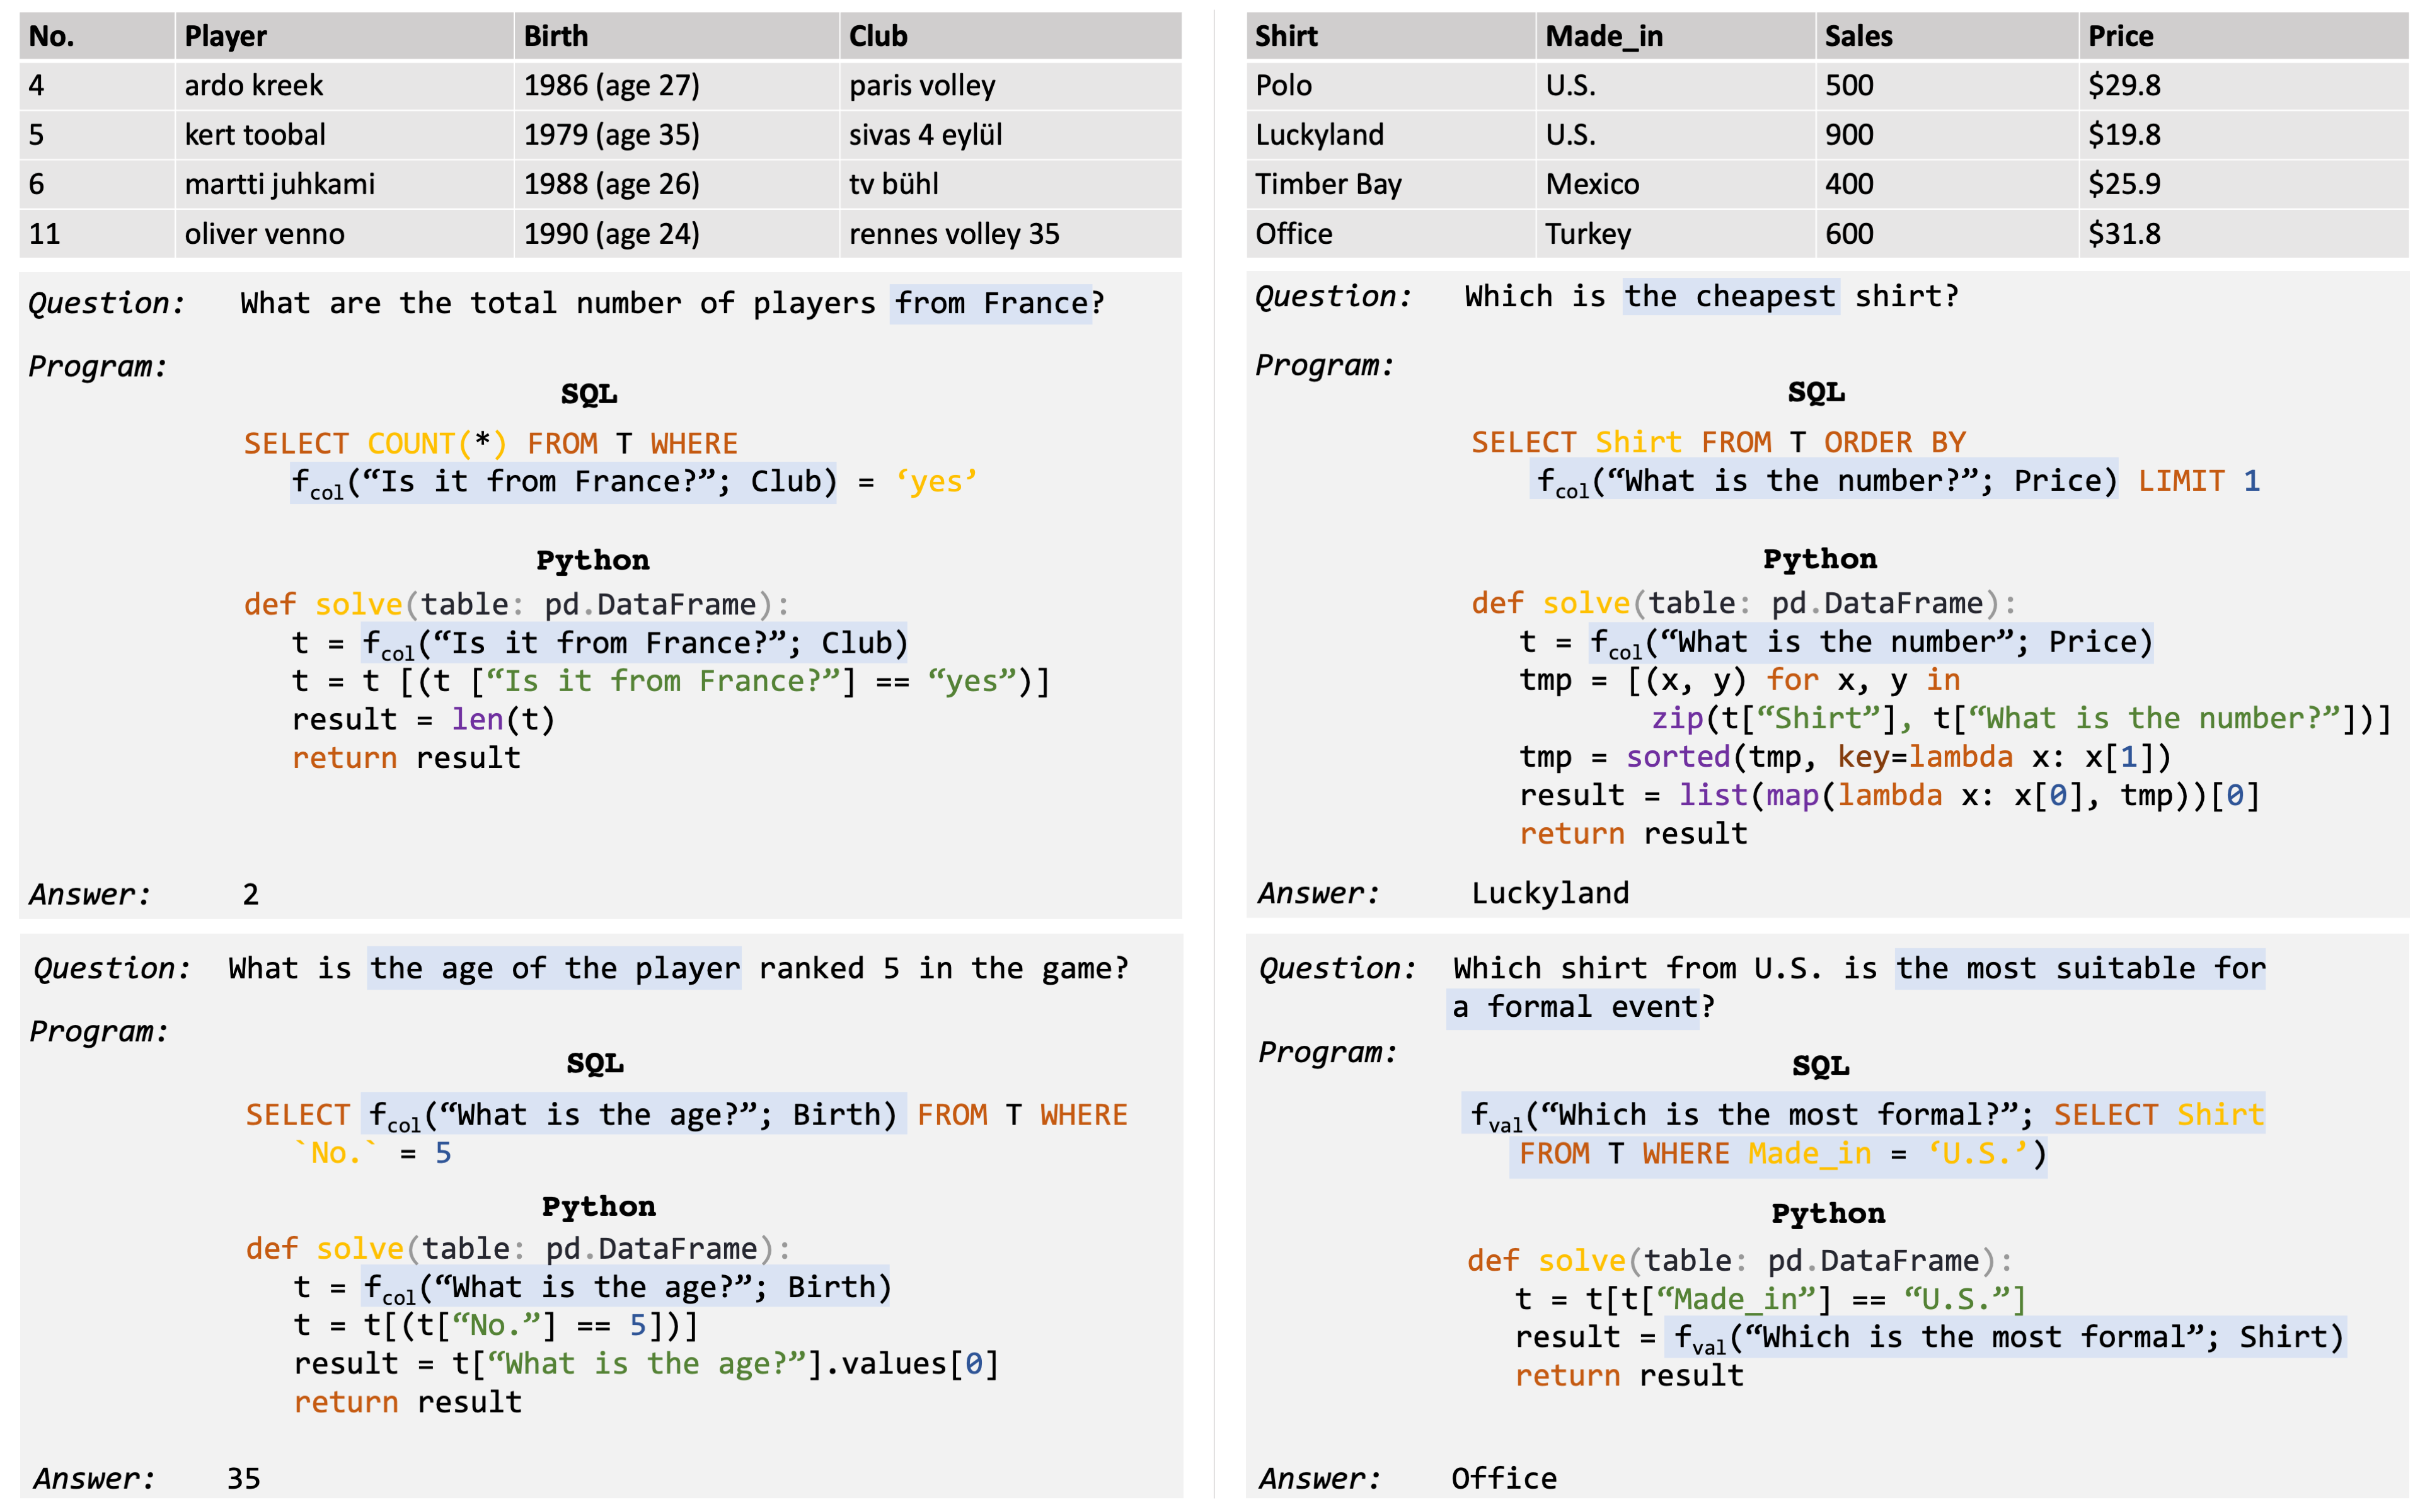 No. Player Birth Club
4 ardo kreek 1986 (age 27) paris volley
5 kert toobal 1979 (age 35) sivas 4 eylül
6 martti juhkami 1988 (age 26) tv bühl
11 oliver venno 1990 (age 24) rennes volley 35
Question: What are the total number of players from France?
Program:
SQL
SELECT COUNT(*) FROM T WHERE
fcol(“Is it from France?”; Club) = ‘yes’
Python
def solve(table: pd.DataFrame):
t = fcol(“Is it from France?”; Club)
t = t [(t [“Is it from France?”] == “yes”)]
result = len(t)
return result
Answer: 2
Question: What is the age of the player ranked 5 in the game?
Program:
SQL
SELECT fcol(“What is the age?”; Birth) FROM T WHERE
`No.` = 5
Python
def solve(table: pd.DataFrame):
t = fcol(“What is the age?”; Birth)
t = t[(t[“No.”] == 5])]
result = t[“What is the age?”].values[0]
return result
Answer: 35
Shirt Made_in Sales Price
Polo U.S. 500 $29.8
Luckyland U.S. 900 $19.8
Timber Bay Mexico 400 $25.9
Office Turkey 600 $31.8
Question: Which is the cheapest shirt?
Program:
SQL
SELECT Shirt FROM T ORDER BY
fcol(“What is the number?”; Price) LIMIT 1
Python
def solve(table: pd.DataFrame):
t = fcol(“What is the number”; Price)
tmp = [(x, y) for x, y in
zip(t[“Shirt”], t[“What is the number?”])]
tmp = sorted(tmp, key=lambda x: x[1])
result = list(map(lambda x: x[0], tmp))[0]
return result
Answer: Luckyland
Question: Which shirt from U.S. is the most suitable for
a formal event?
Program:
SQL
fval(“Which is the most formal?”; SELECT Shirt
FROM T WHERE Made_in = ‘U.S.’)
Python
def solve(table: pd.DataFrame):
t = t[t[“Made_in”] == “U.S.”]
result = fval(“Which is the most formal”; Shirt)
return result
Answer: Office